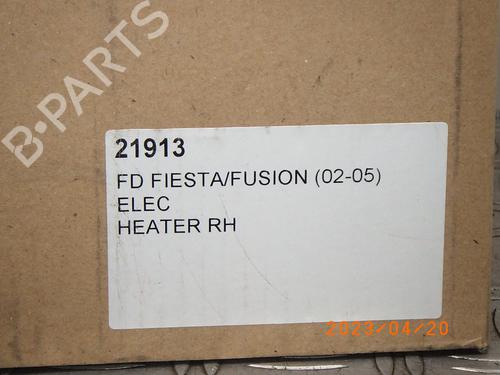 B-PARTS
21913
FD FIESTA/FUSION (02-05)
ELEC
HEATER RH
2023/04/20